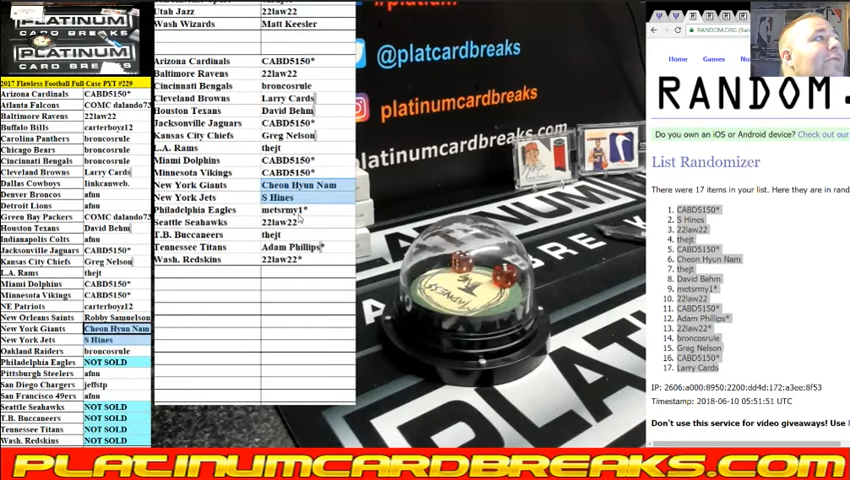 PLATINUM
CARD BREAKS
PLATINUM
2017 Flawless Football Full Case PYT #229
Arizona Cardinals CABD5150*
Atlanta Falcons COMC dalando73
Baltimore Ravens 22law22
Buffalo Bills carterboyz12
Carolina Panthers broncosrule
Chicago Bears broncosrule
Cincinnati Bengals broncosrule
Cleveland Browns Larry Cards
Dallas Cowboys linkcanweb.
Denver Broncos afnu
Detroit Lions afnu
Green Bay Packers COMC dalando73
Houston Texans David Behm
Indianapolis Colts afnu
Jacksonville Jaguars CABD5150*
Kansas City Chiefs Greg Nelson
L.A. Rams thejt
Miami Dolphins CABD5150*
Minnesota Vikings CABD5150*
NE Patriots carterboyz12
New Orleans Saints Robby Samuelson
New York Giants Cheon Hyun Nam
New York Jets S Hines
Oakland Raiders broncosrule
Philadelphia Eagles NOT SOLD
Pittsburgh Steelers afnu
San Diego Chargers jeffstp
San Francisco 49ers afnu
Seattle Seahawks NOT SOLD
T.B. Buccaneers NOT SOLD
Tennessee Titans NOT SOLD
Wash. Redskins NOT SOLD
Utah Jazz 22law22
Wash Wizards Matt Keesler
Arizona Cardinals CABD5150*
Baltimore Ravens 22law22
Cincinnati Bengals broncosrule
Cleveland Browns Larry Cards
Houston Texans David Behm
Jacksonville Jaguars CABD5150*
Kansas City Chiefs Greg Nelson
L.A. Rams thejt
Miami Dolphins CABD5150*
Minnesota Vikings CABD5150*
New York Giants Cheon Hyun Nam
New York Jets S Hines
Philadelphia Eagles metsrmy1*
Seattle Seahawks 22law22
T.B. Buccaneers thejt
Tennessee Titans Adam Phillips*
Wash. Redskins 22law22*
@platcardbreaks
platinumcardbreaks
platinumcardbreaks.com
PLATINUM
RANDOM.ORG
Home Games
RANDOM.
Do you own an iOS or Android device? Check out our
List Randomizer
There were 17 items in your list. Here they are in rand
1. CABD5150*
2. S Hines
3. 22law22
4. thejt
5. CABD5150*
6. Cheon Hyun Nam
7. thejt
8. David Behm
9. metsrmy1*
10. 22law22
11. CABD5150*
12. Adam Phillips*
13. 22law22*
14. broncosrule
15. Greg Nelson
16. CABD5150*
17. Larry Cards
IP: 2606:a000:8950:2200:dd4d:172:a3ee:8f53
Timestamp: 2018-06-10 05:51:51 UTC
Don't use this service for video giveaways! Use
PLATINUMCARDBREAKS.COM